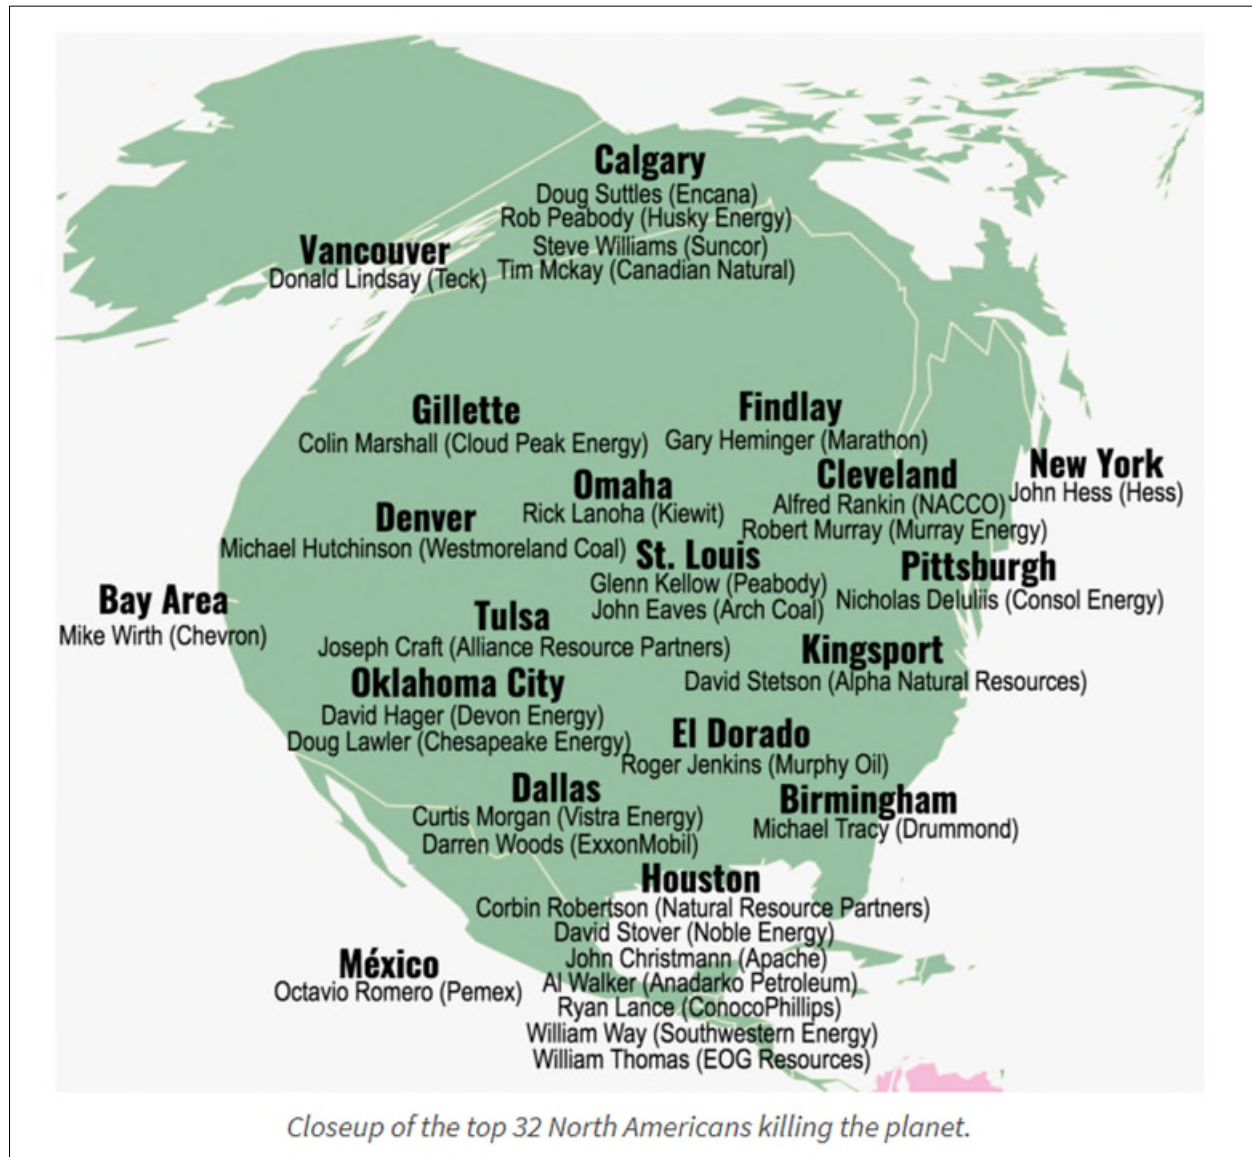 Calgary
Doug Suttles (Encana)
Rob Peabody (Husky Energy)
Steve Williams (Suncor)
Tim Mckay (Canadian Natural)
Vancouver
Donald Lindsay (Teck)
Gillette
Colin Marshall (Cloud Peak Energy)
Findlay
Gary Heminger (Marathon)
Omaha
Rick Lanoha (Kiewit)
Cleveland
Alfred Rankin (NACCO)
Robert Murray (Murray Energy)
New York
John Hess (Hess)
Denver
Michael Hutchinson (Westmoreland Coal)
St. Louis
Glenn Kellow (Peabody)
John Eaves (Arch Coal)
Pittsburgh
Nicholas Deluliis (Consol Energy)
Bay Area
Mike Wirth (Chevron)
Tulsa
Joseph Craft (Alliance Resource Partners)
Kingsport
David Stetson (Alpha Natural Resources)
Oklahoma City
David Hager (Devon Energy)
Doug Lawler (Chesapeake Energy)
El Dorado
Roger Jenkins (Murphy Oil)
Dallas
Curtis Morgan (Vistra Energy)
Darren Woods (ExxonMobil)
Birmingham
Michael Tracy (Drummond)
Houston
Corbin Robertson (Natural Resource Partners)
David Stover (Noble Energy)
John Christmann (Apache)
Al Walker (Anadarko Petroleum)
Ryan Lance (ConocoPhillips)
William Way (Southwestern Energy)
William Thomas (EOG Resources)
México
Octavio Romero (Pemex)
Closeup of the top 32 North Americans killing the planet.